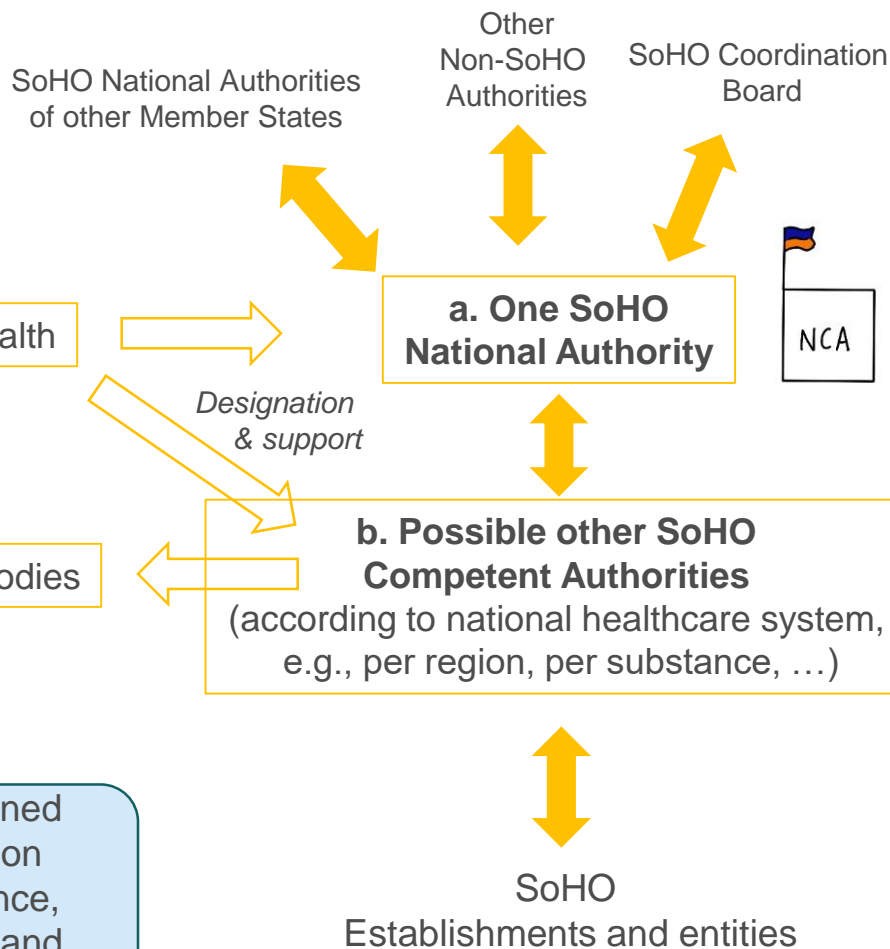 Other
Non-SoHO
Authorities
SoHO Coordination
Board
SoHO National Authorities
of other Member States
a. One SoHO
National Authority
NCA
alth
Designation
& support
b. Possible other SoHO
Competent Authorities
(according to national healthcare system,
e.g., per region, per substance, …)
odies
ned
on
nce,
and
SoHO
Establishments and entities